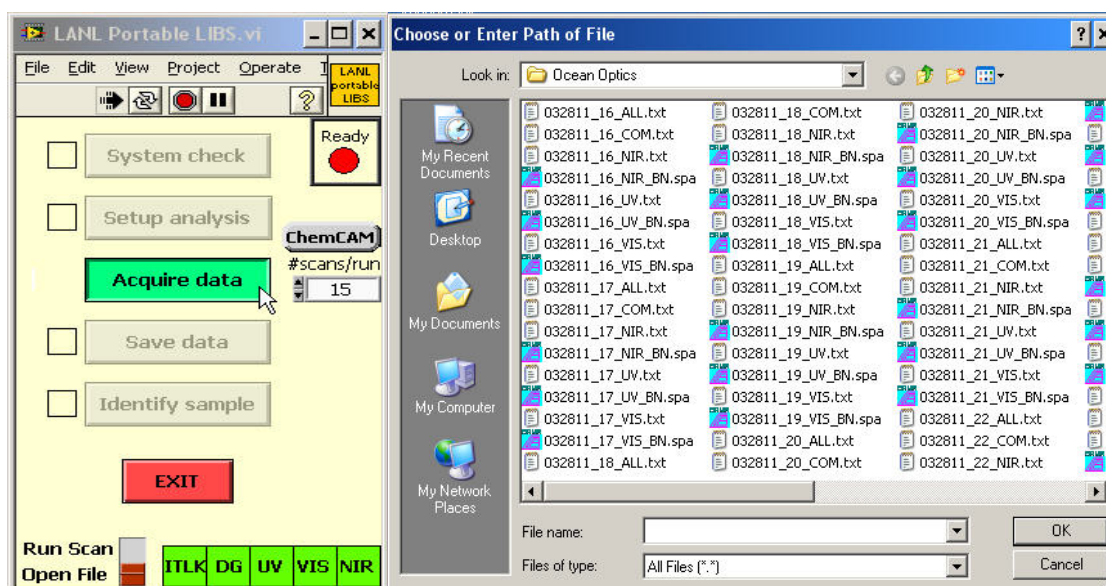 LANL Portable LIBS.vi
File Edit View Project Operate T
LANL portable LIBS
Ready
System check
Setup analysis
ChemCAM
#scans/run
Acquire data
15
Save data
Identify sample
EXIT
Run Scan
Open File
ITLK DG UV VIS NIR
Choose or Enter Path of File
Look in: Ocean Optics
My Recent Documents
Desktop
My Documents
My Computer
My Network Places
032811_16_ALL.txt 032811_18_COM.txt 032811_20_NIR.txt
032811_16_COM.txt 032811_18_NIR.txt 032811_20_NIR_BN.spa
032811_16_NIR.txt 032811_18_NIR_BN.spa 032811_20_UV.txt
032811_16_NIR_BN.spa 032811_18_UV.txt 032811_20_UV_BN.spa
032811_16_UV.txt 032811_18_UV_BN.spa 032811_20_VIS.txt
032811_16_UV_BN.spa 032811_18_VIS.txt 032811_20_VIS_BN.spa
032811_16_VIS.txt 032811_18_VIS_BN.spa 032811_21_ALL.txt
032811_16_VIS_BN.spa 032811_19_ALL.txt 032811_21_COM.txt
032811_17_ALL.txt 032811_19_COM.txt 032811_21_NIR.txt
032811_17_COM.txt 032811_19_NIR.txt 032811_21_NIR_BN.spa
032811_17_NIR.txt 032811_19_NIR_BN.spa 032811_21_UV.txt
032811_17_NIR_BN.spa 032811_19_UV.txt 032811_21_UV_BN.spa
032811_17_UV.txt 032811_19_UV_BN.spa 032811_21_VIS.txt
032811_17_UV_BN.spa 032811_19_VIS.txt 032811_21_VIS_BN.spa
032811_17_VIS.txt 032811_19_VIS_BN.spa 032811_22_ALL.txt
032811_17_VIS_BN.spa 032811_20_ALL.txt 032811_22_COM.txt
032811_18_ALL.txt 032811_20_COM.txt 032811_22_NIR.txt
File name: OK
Files of type: All Files (*.*) Cancel